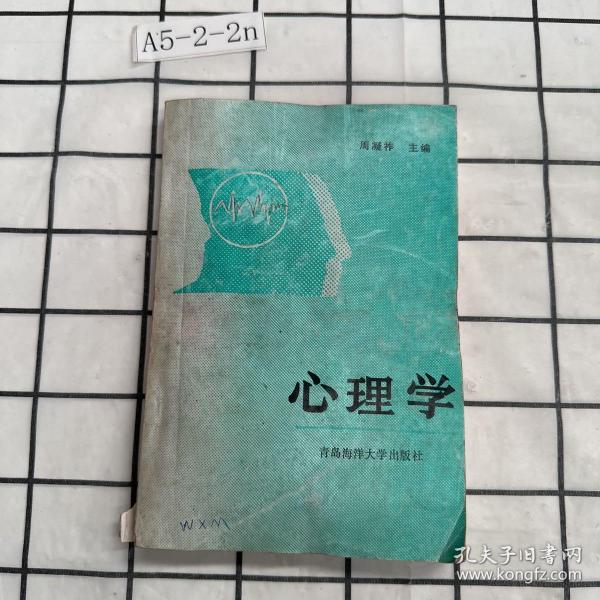 A5-2-2n
周凝祚 主编
心理学
青岛海洋大学出版社
WXM
孔夫子旧书网
www.kongfz.com